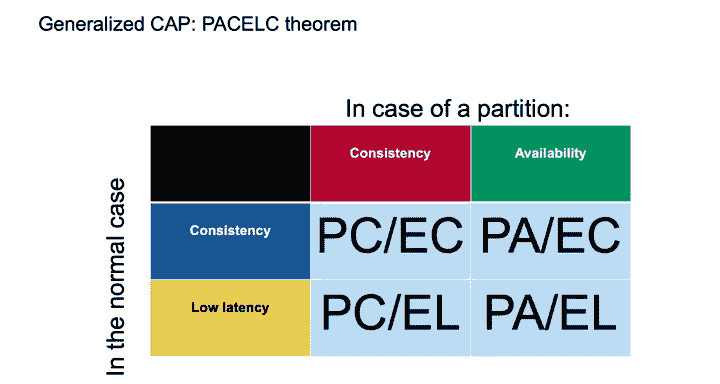 Generalized CAP: PACELC theorem
In case of a partition:
Consistency Availability
In the normal case
Consistency PC/EC PA/EC
Low latency PC/EL PA/EL